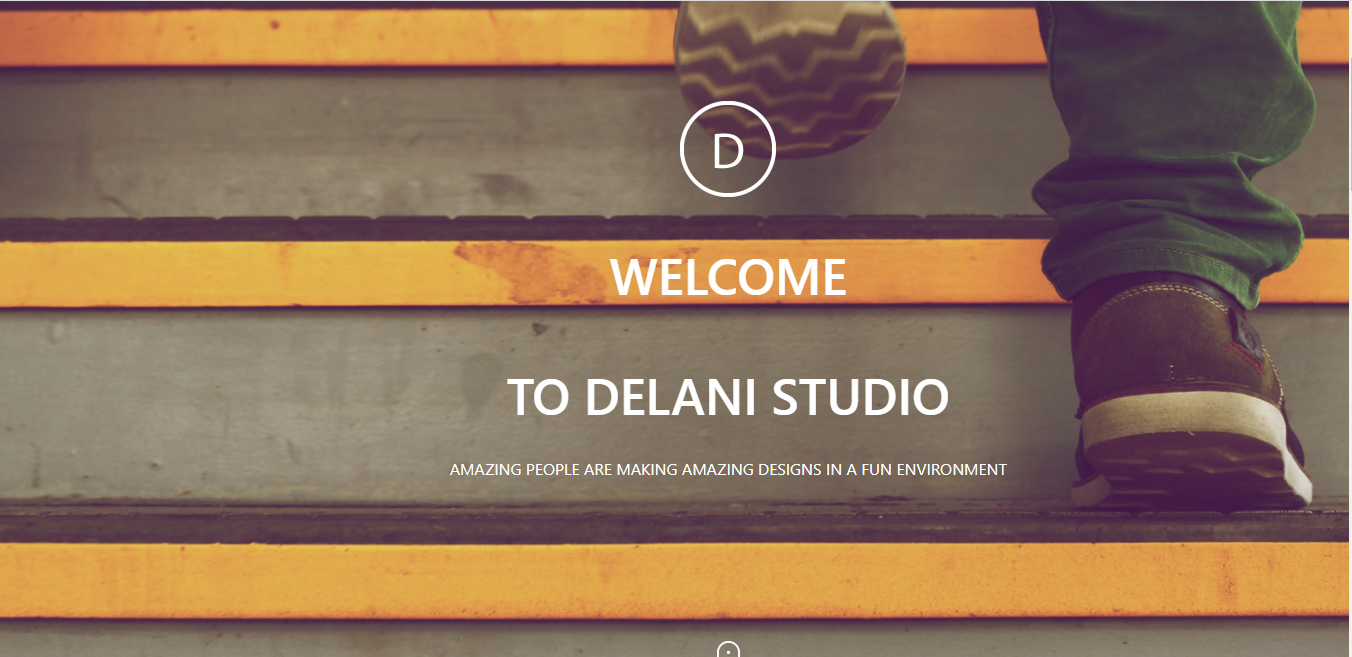 D
WELCOME
TO DELANI STUDIO
AMAZING PEOPLE ARE MAKING AMAZING DESIGNS IN A FUN ENVIRONMENT